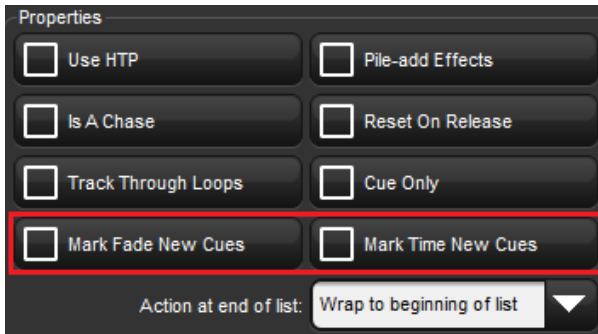 Properties
Use HTP
Pile-add Effects
Is A Chase
Reset On Release
Track Through Loops
Cue Only
Mark Fade New Cues
Mark Time New Cues
Action at end of list: Wrap to beginning of list